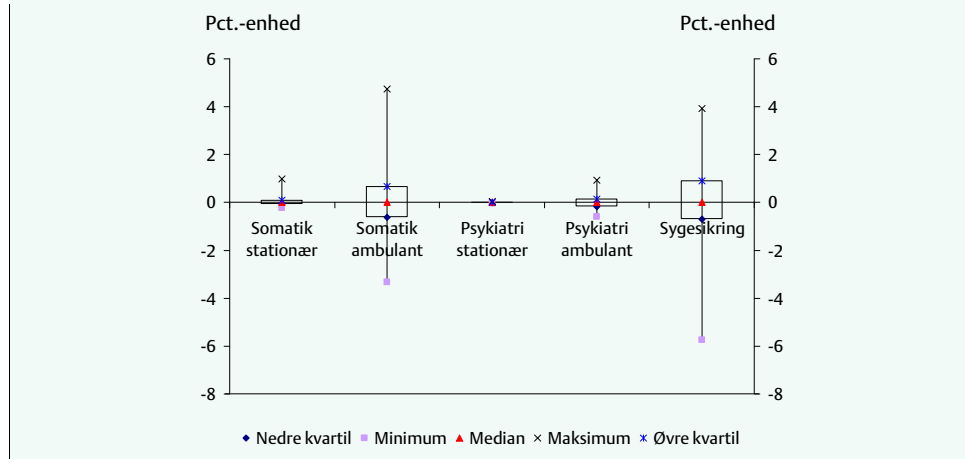 Pct.-enhed Pct.-enhed
6 6
4 4
2 2
0 0
Somatik Somatik Psykiatri Psykiatri Sygesikring
stationær ambulant stationær ambulant
-2 -2
-4 -4
-6 -6
-8 -8
Nedre kvartil Minimum Median Maksimum Øvre kvartil